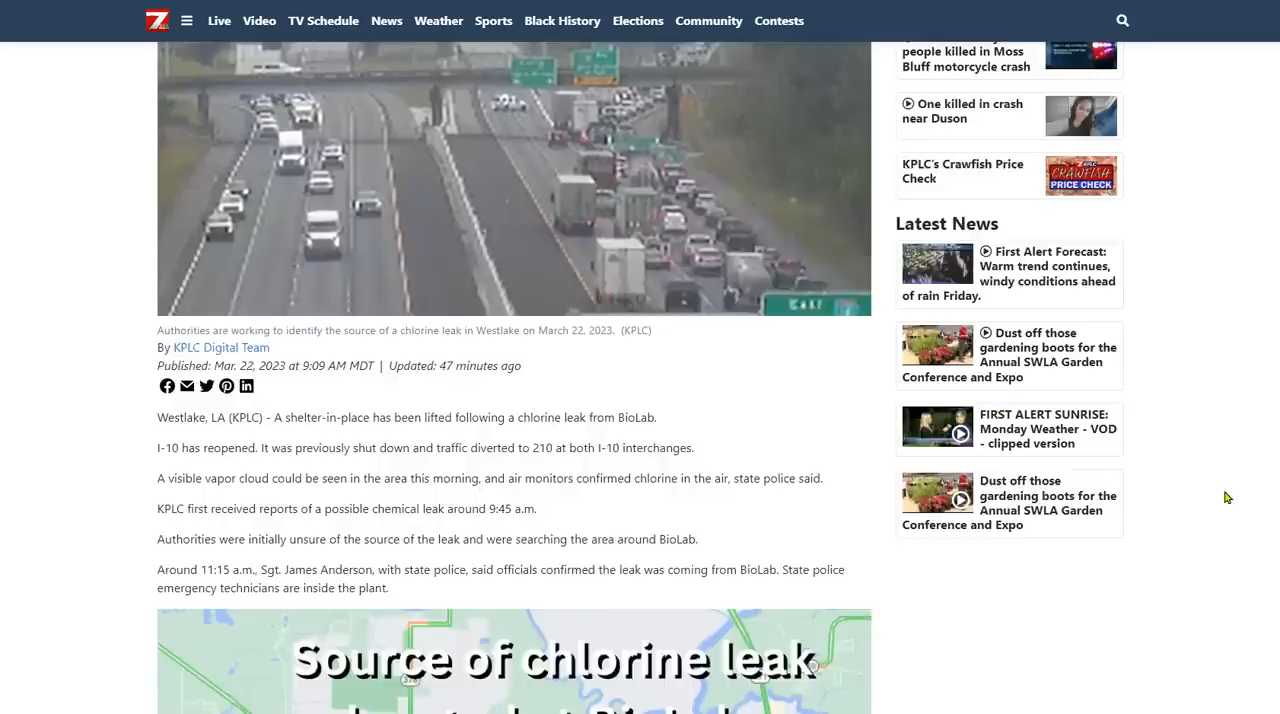 7
Live Video TV Schedule News Weather Sports Black History Elections Community Contests
people killed in Moss
Bluff motorcycle crash
One killed in crash
near Duson
KPLC's Crawfish Price
Check
CRAWFISH
PRICE CHECK
Latest News
First Alert Forecast:
Warm trend continues,
windy conditions ahead
of rain Friday.
Dust off those
gardening boots for the
Annual SWLA Garden
Conference and Expo
FIRST ALERT SUNRISE:
Monday Weather - VOD
- clipped version
Dust off those
gardening boots for the
Annual SWLA Garden
Conference and Expo
East
Authorities are working to identify the source of a chlorine leak in Westlake on March 22, 2023. (KPLC)
By KPLC Digital Team
Published: Mar. 22, 2023 at 9:09 AM MDT | Updated: 47 minutes ago
Westlake, LA (KPLC) - A shelter-in-place has been lifted following a chlorine leak from BioLab.
I-10 has reopened. It was previously shut down and traffic diverted to 210 at both I-10 interchanges.
A visible vapor cloud could be seen in the area this morning, and air monitors confirmed chlorine in the air, state police said.
KPLC first received reports of a possible chemical leak around 9:45 a.m.
Authorities were initially unsure of the source of the leak and were searching the area around BioLab.
Around 11:15 a.m., Sgt. James Anderson, with state police, said officials confirmed the leak was coming from BioLab. State police
emergency technicians are inside the plant.
Source of chlorine leak
378